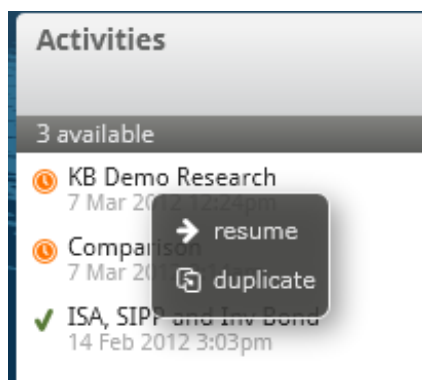 Activities
3 available
KB Demo Research
7 Mar 2012 12:24pm
resume
Comparison
7 Mar 20
duplicate
ISA, SIPP and Inv Bond
14 Feb 2012 3:03pm